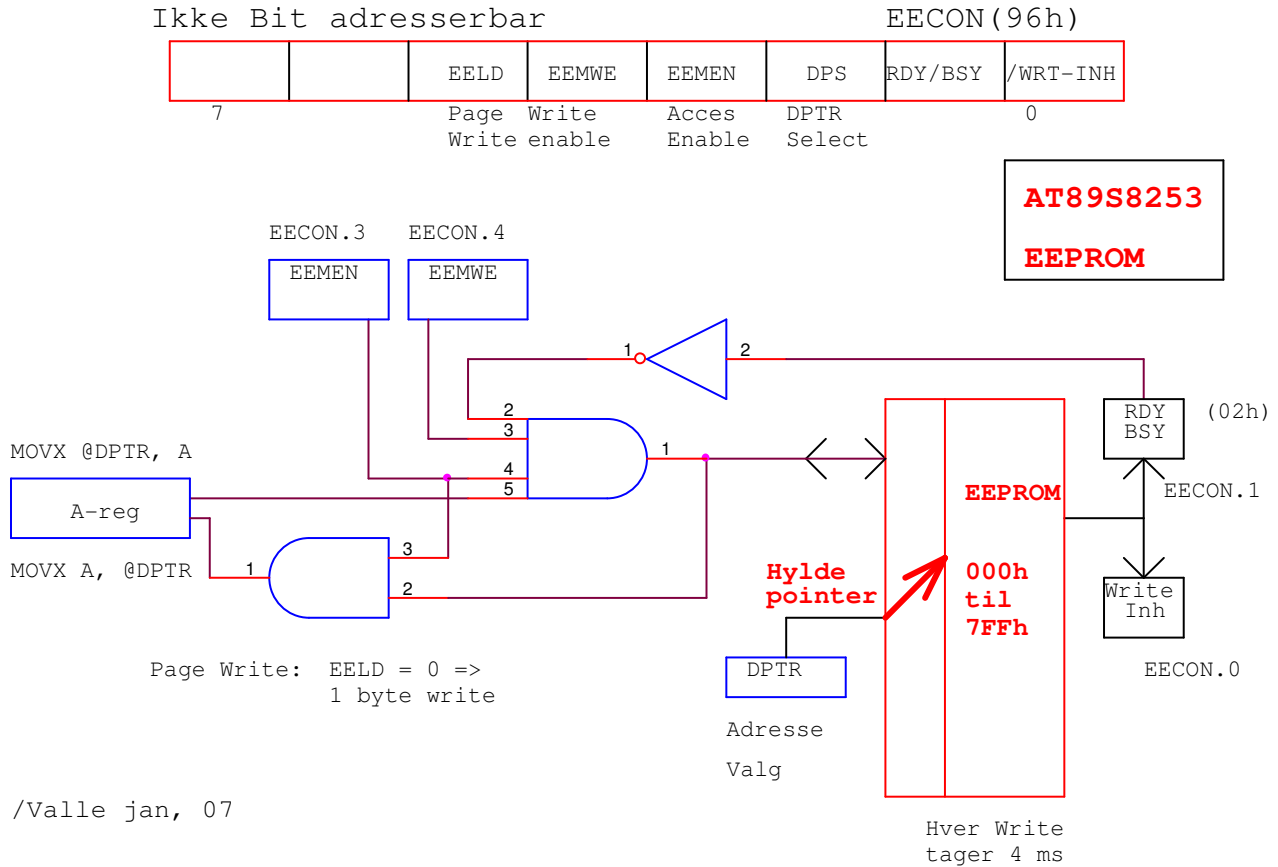 Ikke Bit adresserbar EECON(96h)
EELD EEMWE EEMEN DPS RDY/BSY /WRT-INH
7 Page Write Acces DPTR 0
Write enable Enable Select
AT89S8253
EEPROM
EECON.3 EECON.4
EEMEN EEMWE
1 2
2
3
4
5
1
RDY
BSY
(02h)
MOVX @DPTR, A
A-reg
MOVX A, @DPTR
1
3
2
EEPROM
EECON.1
Hylde
pointer
000h
til
7FFh
Write
Inh
EECON.0
Page Write: EELD = 0 =>
1 byte write
DPTR
Adresse
Valg
/Valle jan, 07
Hver Write
tager 4 ms